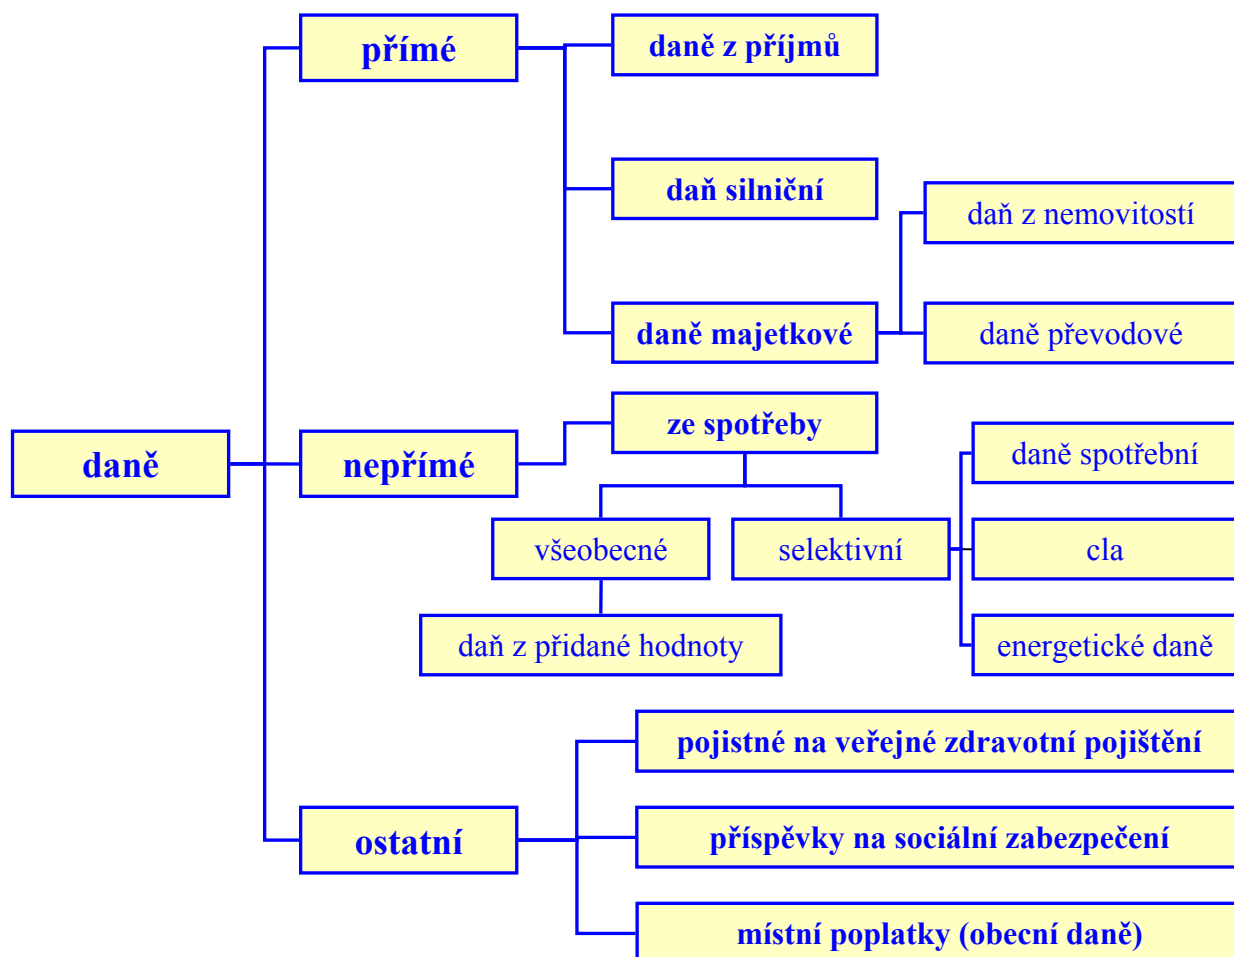 přímé
daně z příjmů
daň silniční
daň z nemovitostí
daně majetkové
daně převodové
ze spotřeby
daně
nepřímé
daně spotřební
všeobecné
selektivní
cla
daň z přidané hodnoty
energetické daně
pojistné na veřejné zdravotní pojištění
ostatní
příspěvky na sociální zabezpečení
místní poplatky (obecní daně)